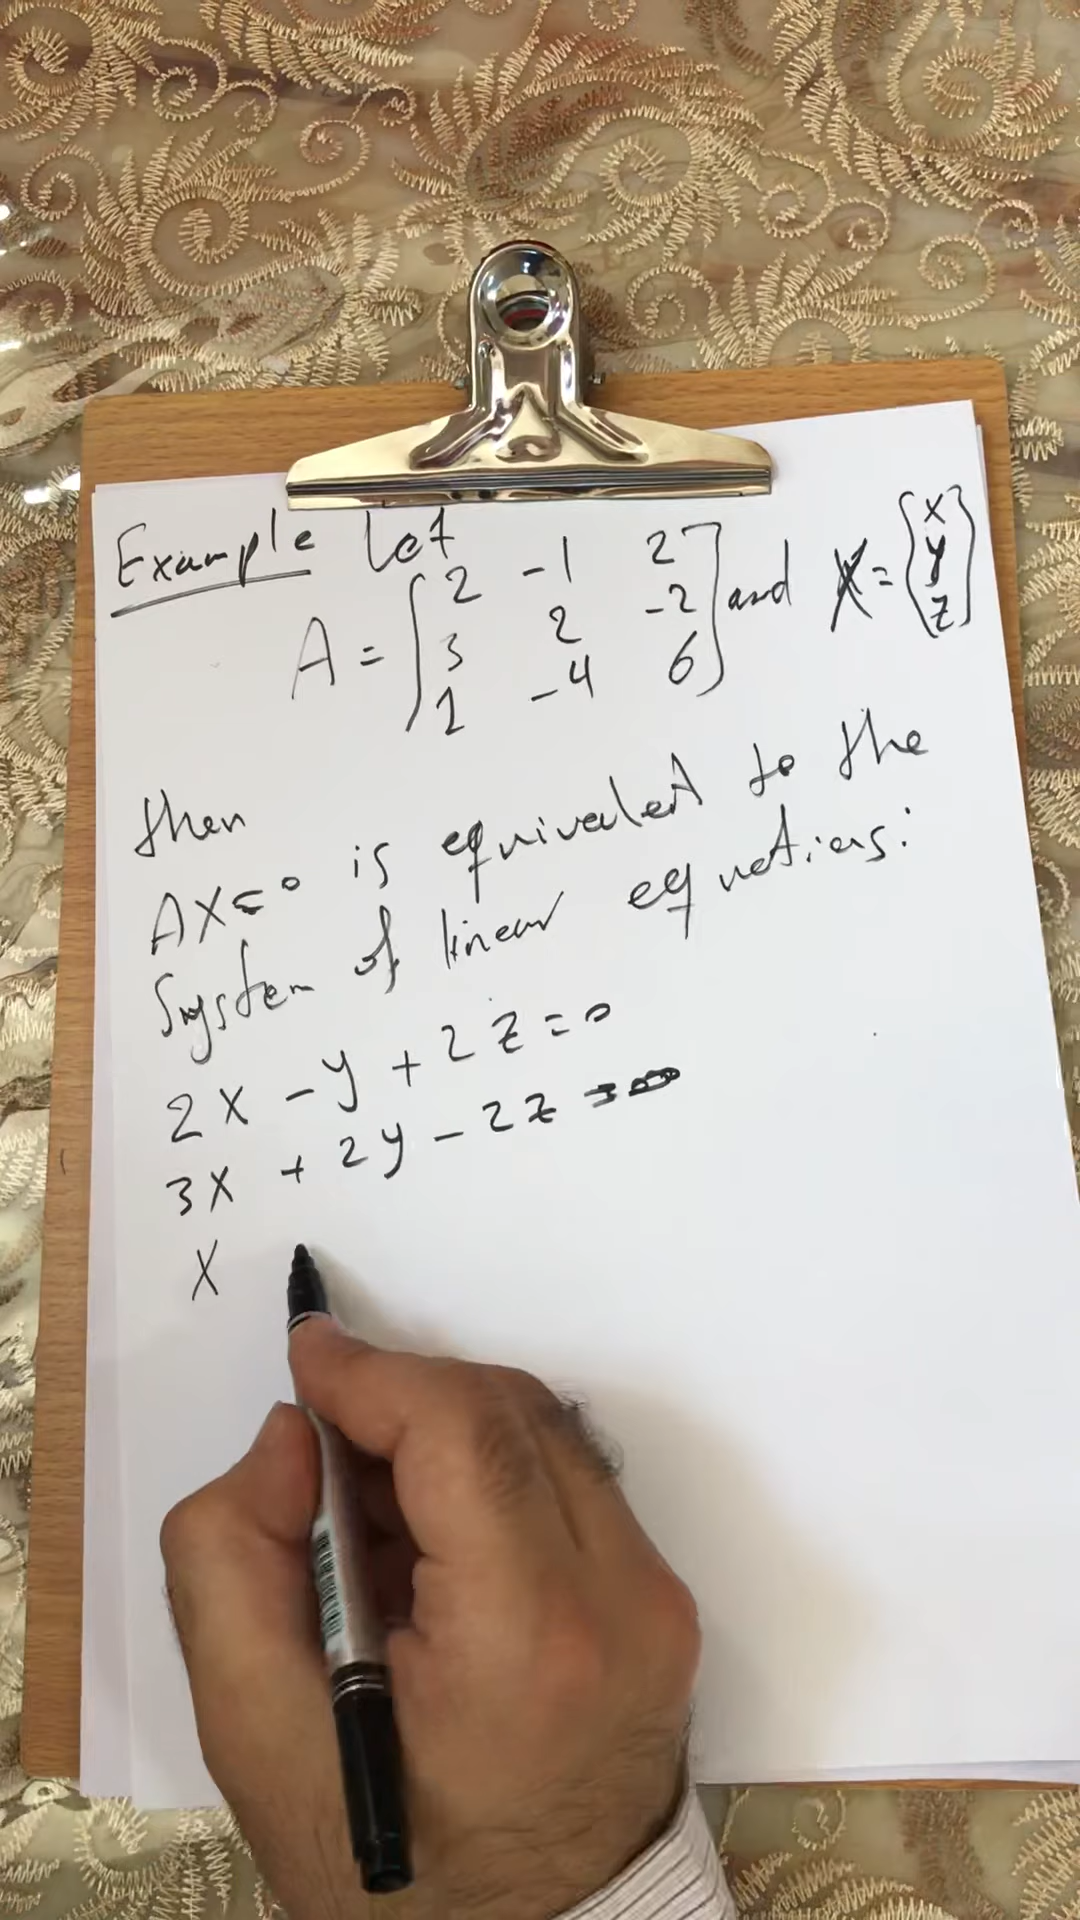 Example Let
A = [2 -1 2
3 2 -2
1 -4 6] and X = [x
y
z]
then
AX=0 is equivalent to the
System of linear equations:
2x - y + 2z = 0
3x + 2y - 2z = 0
x